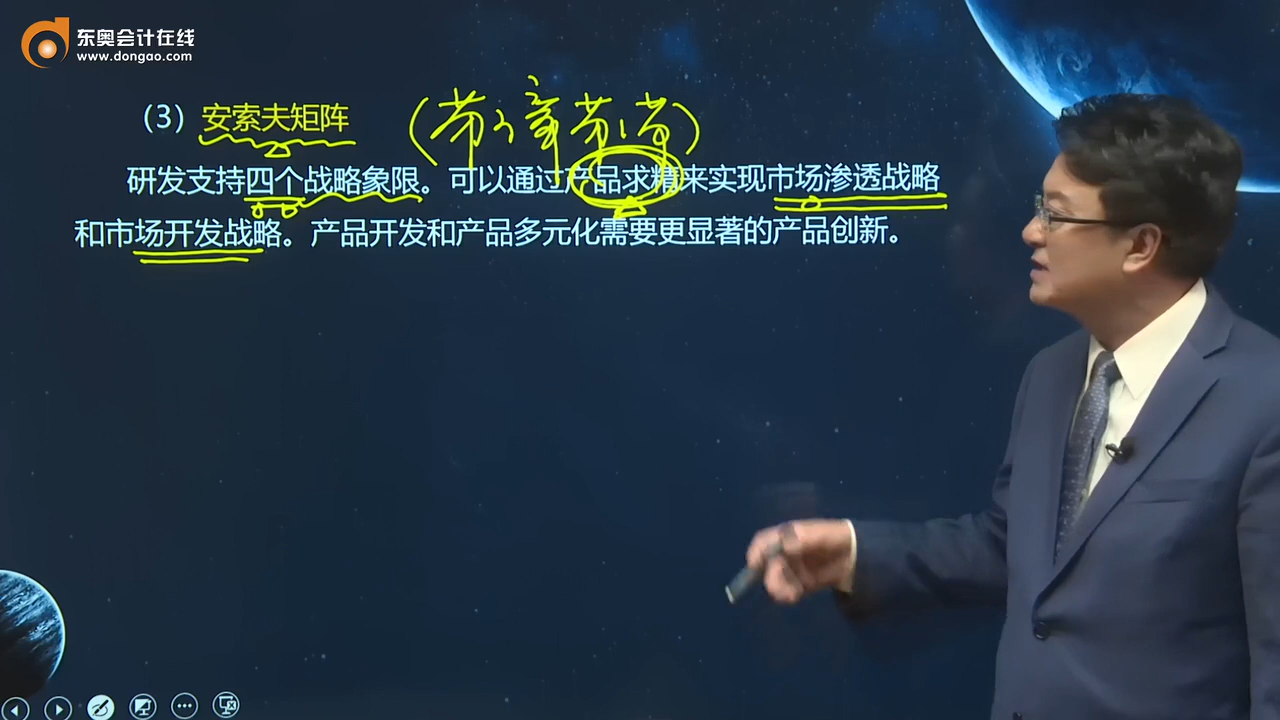 东奥会计在线
www.dongao.com
（3）安索夫矩阵
研发支持四个战略象限。可以通过产品求精来实现市场渗透战略
和市场开发战略。产品开发和产品多元化需要更显著的产品创新。